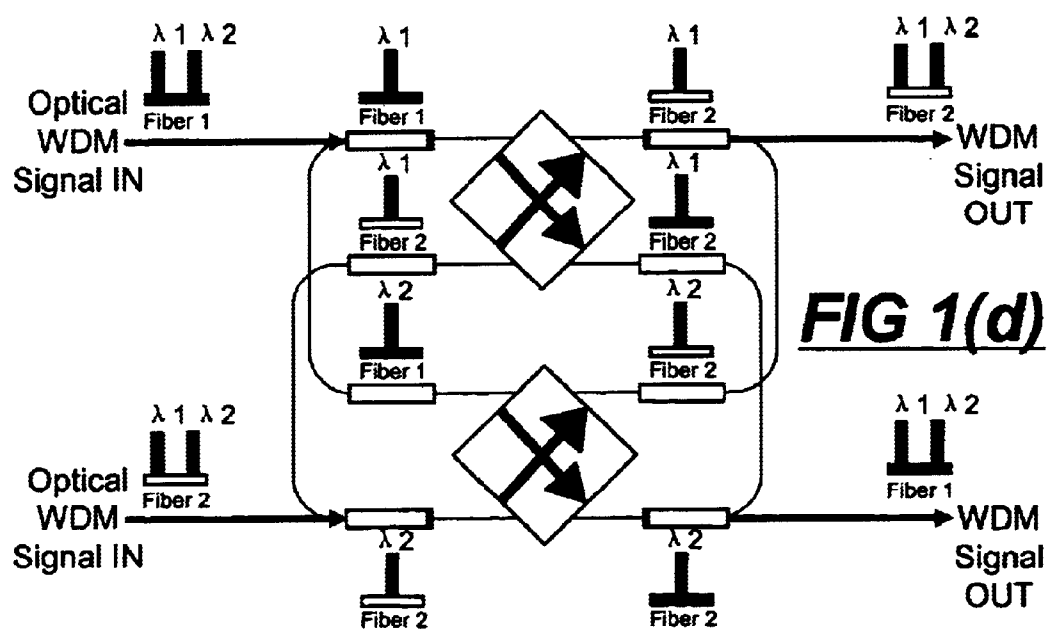 λ 1 λ 2
Fiber 1
Optical
WDM
Signal IN
λ 1
Fiber 1
λ 1
Fiber 2
λ 1 λ 2
Fiber 2
WDM
Signal
OUT
λ 1
Fiber 2
λ 1
Fiber 2
λ 2
Fiber 1
λ 2
Fiber 2
FIG 1(d)
λ 1 λ 2
Fiber 2
Optical
WDM
Signal IN
λ 1 λ 2
Fiber 1
WDM
Signal
OUT
λ 2
Fiber 2
λ 2
Fiber 2